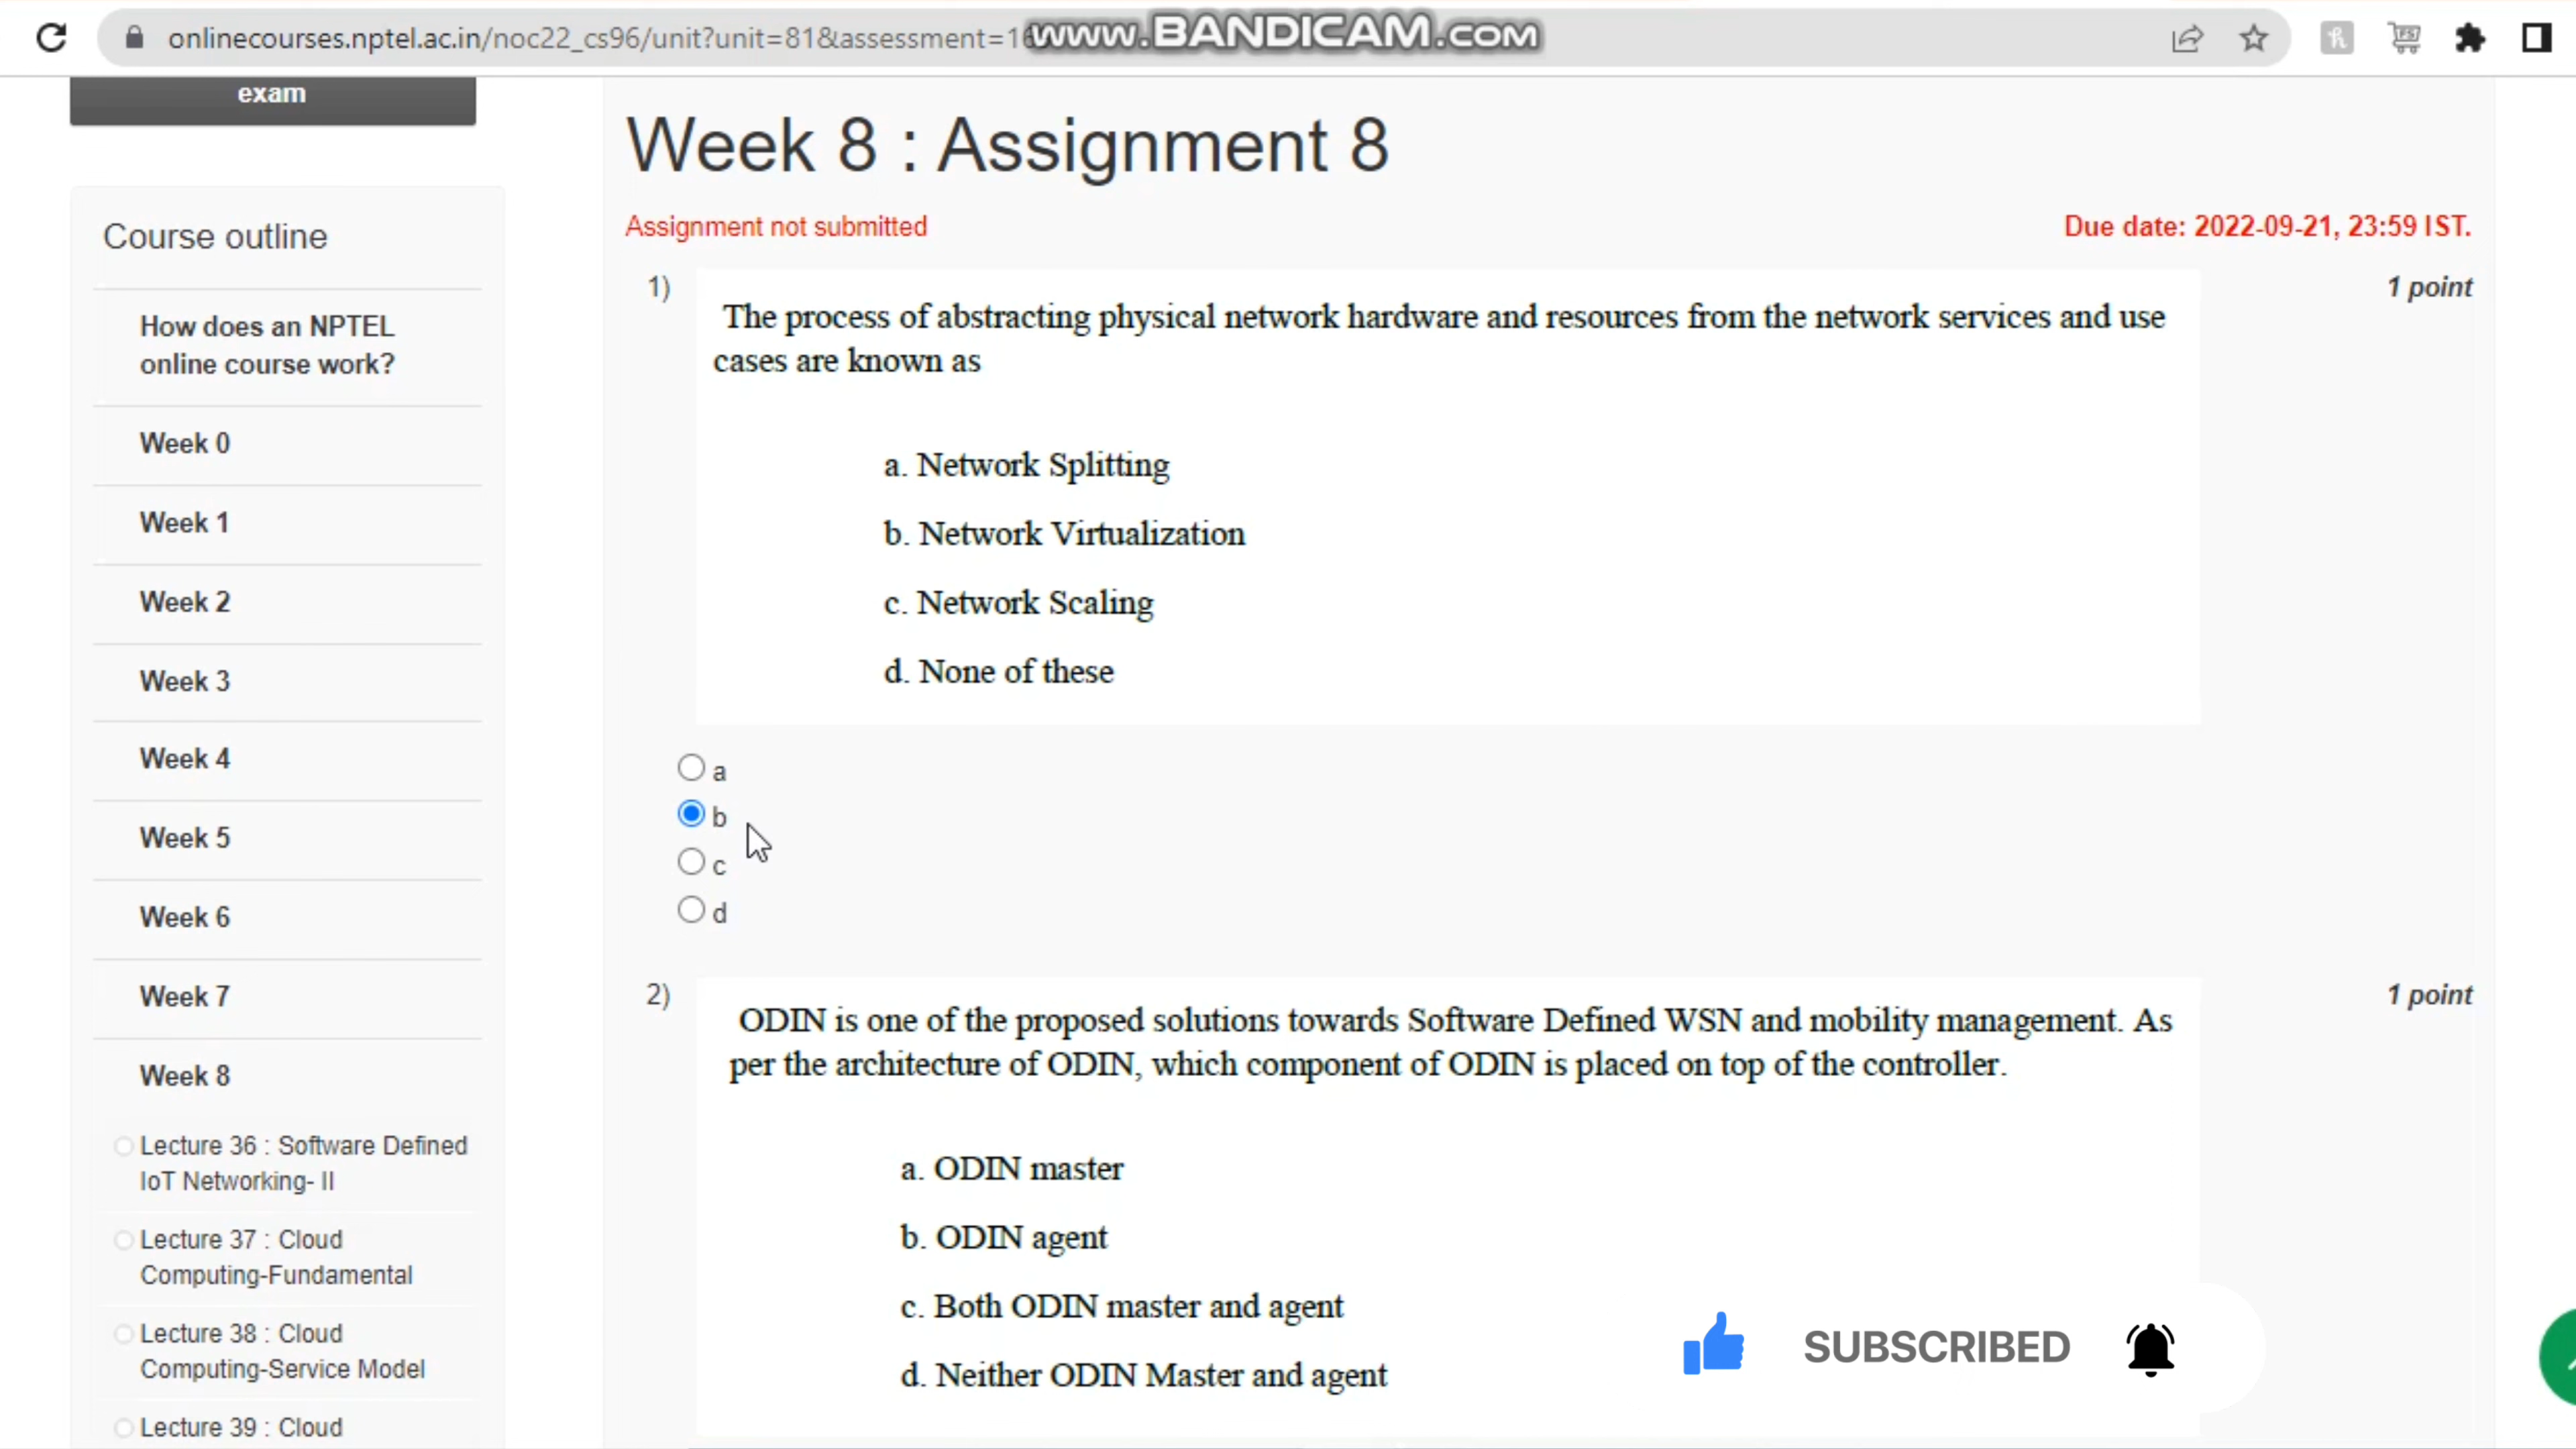 onlinecourses.nptel.ac.in/noc22_cs96/unit?unit=81&assessment=16
www.BANDICAM.com
exam
Course outline
How does an NPTEL
online course work?
Week 0
Week 1
Week 2
Week 3
Week 4
Week 5
Week 6
Week 7
Week 8
Lecture 36 : Software Defined
IoT Networking- II
Lecture 37 : Cloud
Computing-Fundamental
Lecture 38 : Cloud
Computing-Service Model
Lecture 39 : Cloud
Week 8 : Assignment 8
Assignment not submitted
Due date: 2022-09-21, 23:59 IST.
1)
1 point
The process of abstracting physical network hardware and resources from the network services and use
cases are known as
a. Network Splitting
b. Network Virtualization
c. Network Scaling
d. None of these
a
b
c
d
2)
1 point
ODIN is one of the proposed solutions towards Software Defined WSN and mobility management. As
per the architecture of ODIN, which component of ODIN is placed on top of the controller.
a. ODIN master
b. ODIN agent
c. Both ODIN master and agent
d. Neither ODIN Master and agent
SUBSCRIBED